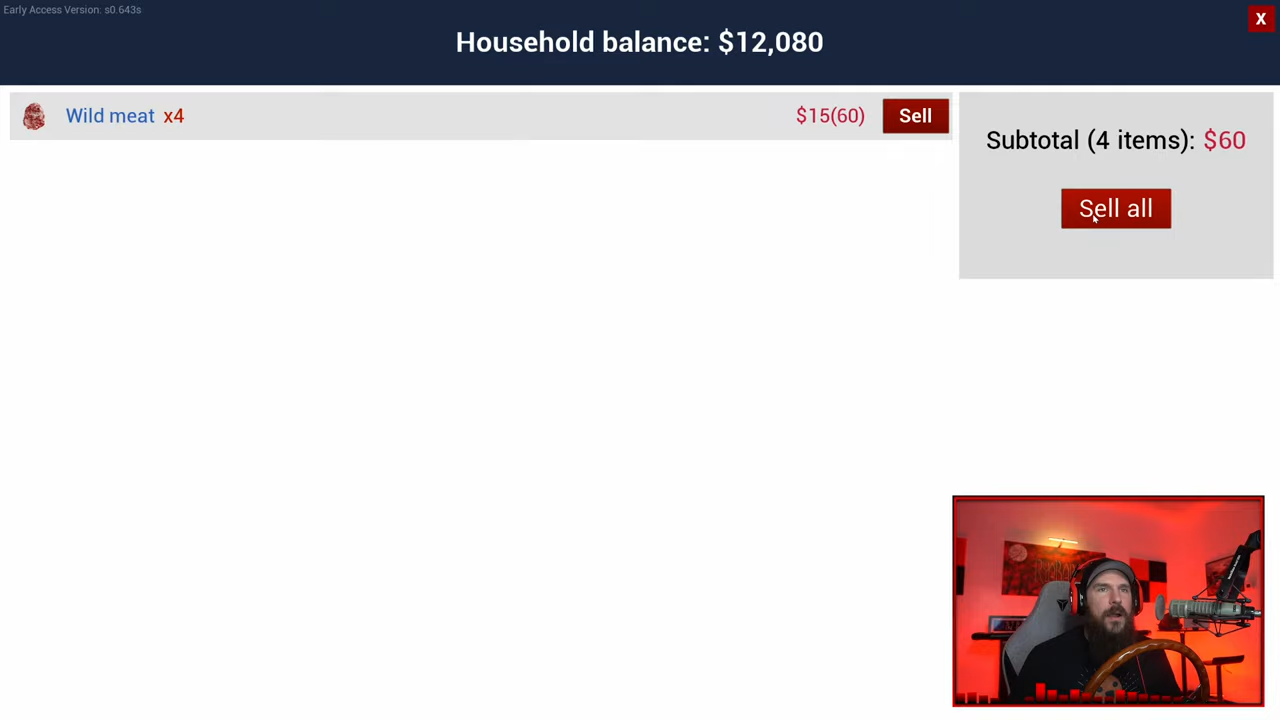 Early Access Version: s0.643s
X
Household balance: $12,080
Wild meat x4 $15(60) Sell
Subtotal (4 items): $60
Sell all